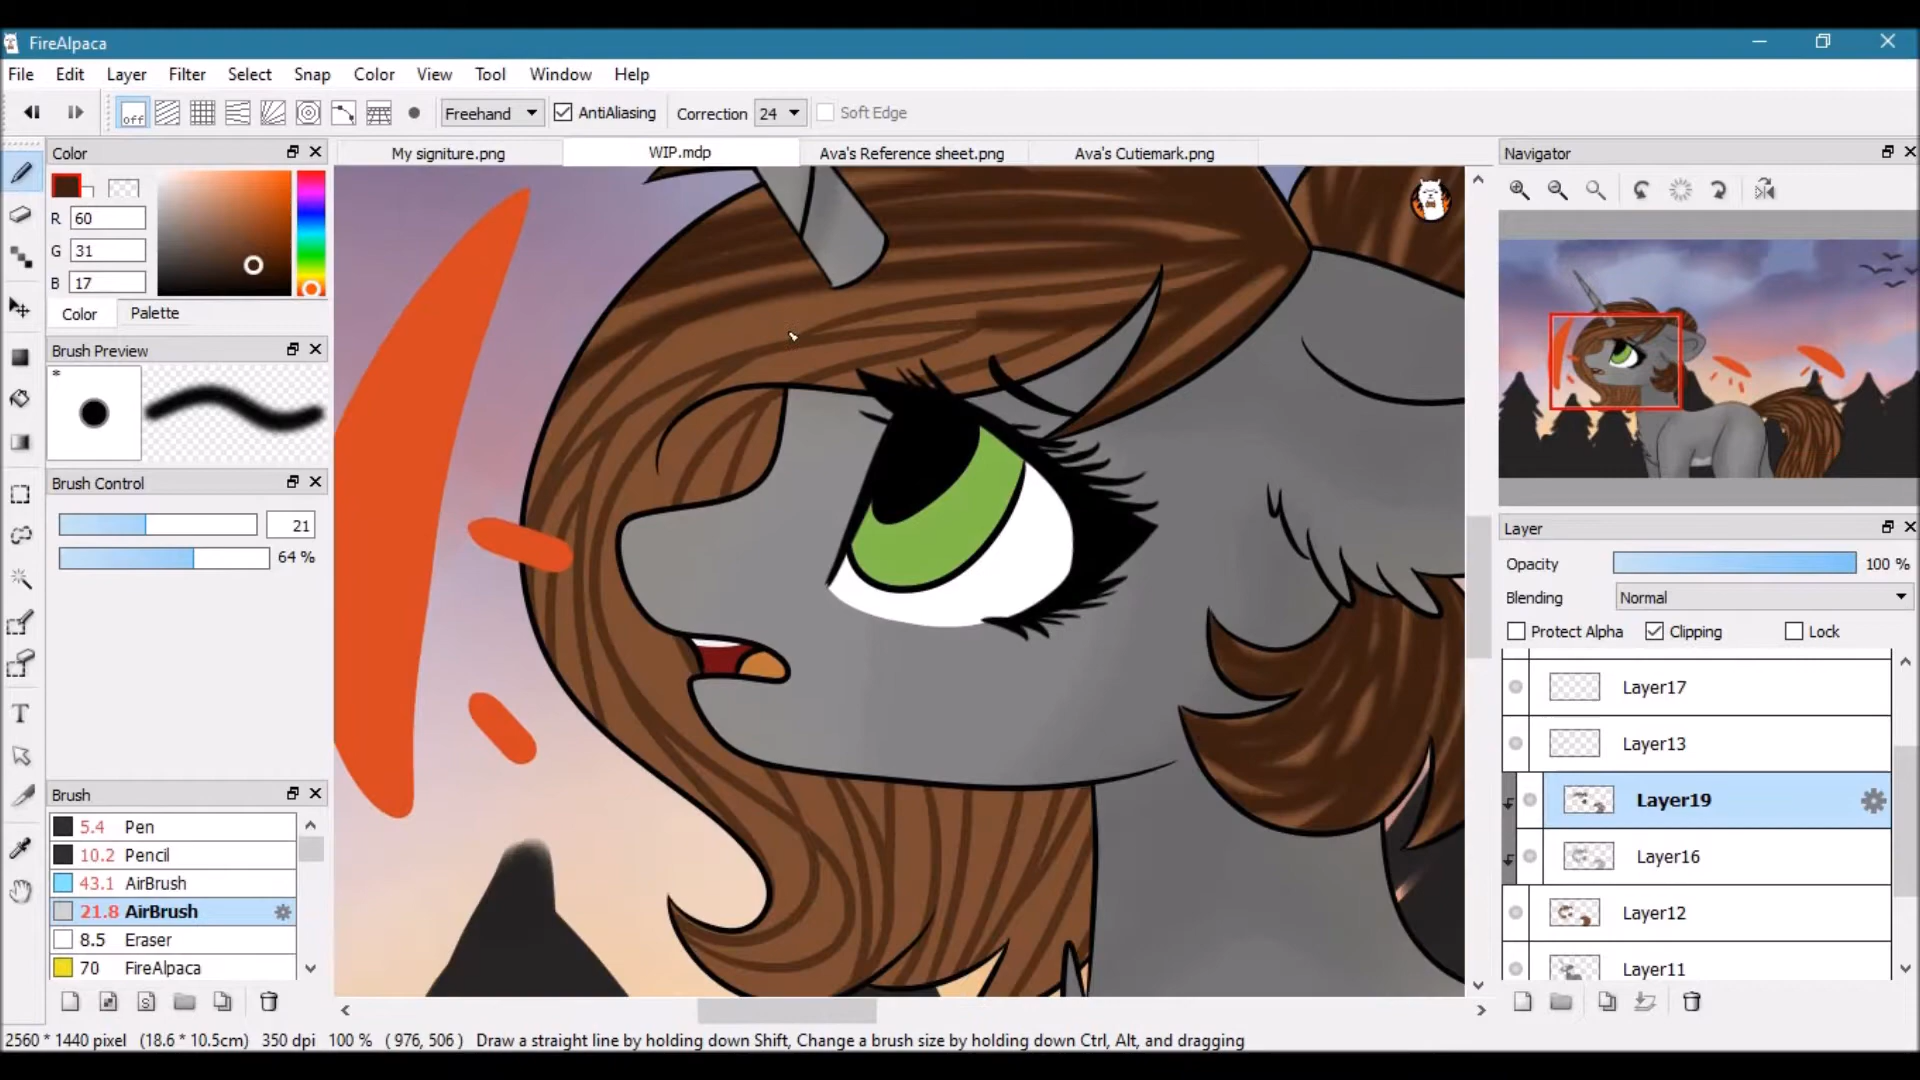 FireAlpaca
File Edit Layer Filter Select Snap Color View Tool Window Help
off Freehand AntiAliasing Correction 24 Soft Edge
Color
My signiture.png WIP.mdp Ava's Reference sheet.png Ava's Cutiemark.png
Navigator
R 60
G 31
B 17
Color Palette
Brush Preview
*
Brush Control
21
64 %
Brush
5.4 Pen
10.2 Pencil
43.1 AirBrush
21.8 AirBrush
8.5 Eraser
70 FireAlpaca
Layer
Opacity 100 %
Blending Normal
Protect Alpha Clipping Lock
Layer17
Layer13
Layer19
Layer16
Layer12
Layer11
T
S
2560 * 1440 pixel (18.6 * 10.5cm) 350 dpi 100 % ( 976, 506 ) Draw a straight line by holding down Shift, Change a brush size by holding down Ctrl, Alt, and dragging